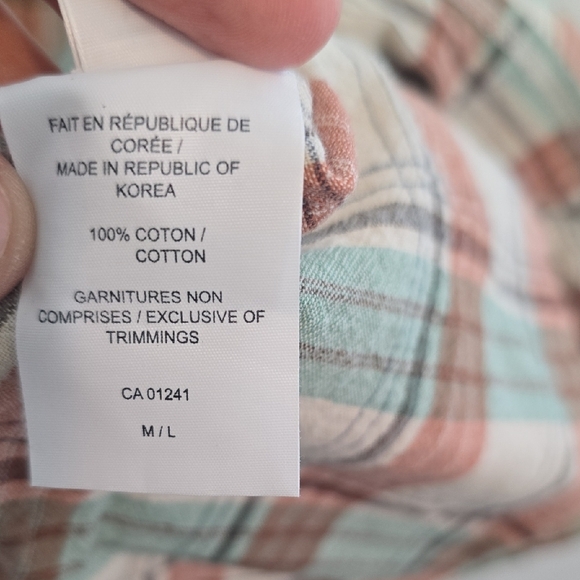 FAIT EN RÉPUBLIQUE DE
CORÉE /
MADE IN REPUBLIC OF
KOREA
100% COTON /
COTTON
GARNITURES NON
COMPRISES / EXCLUSIVE OF
TRIMMINGS
CA 01241
M / L